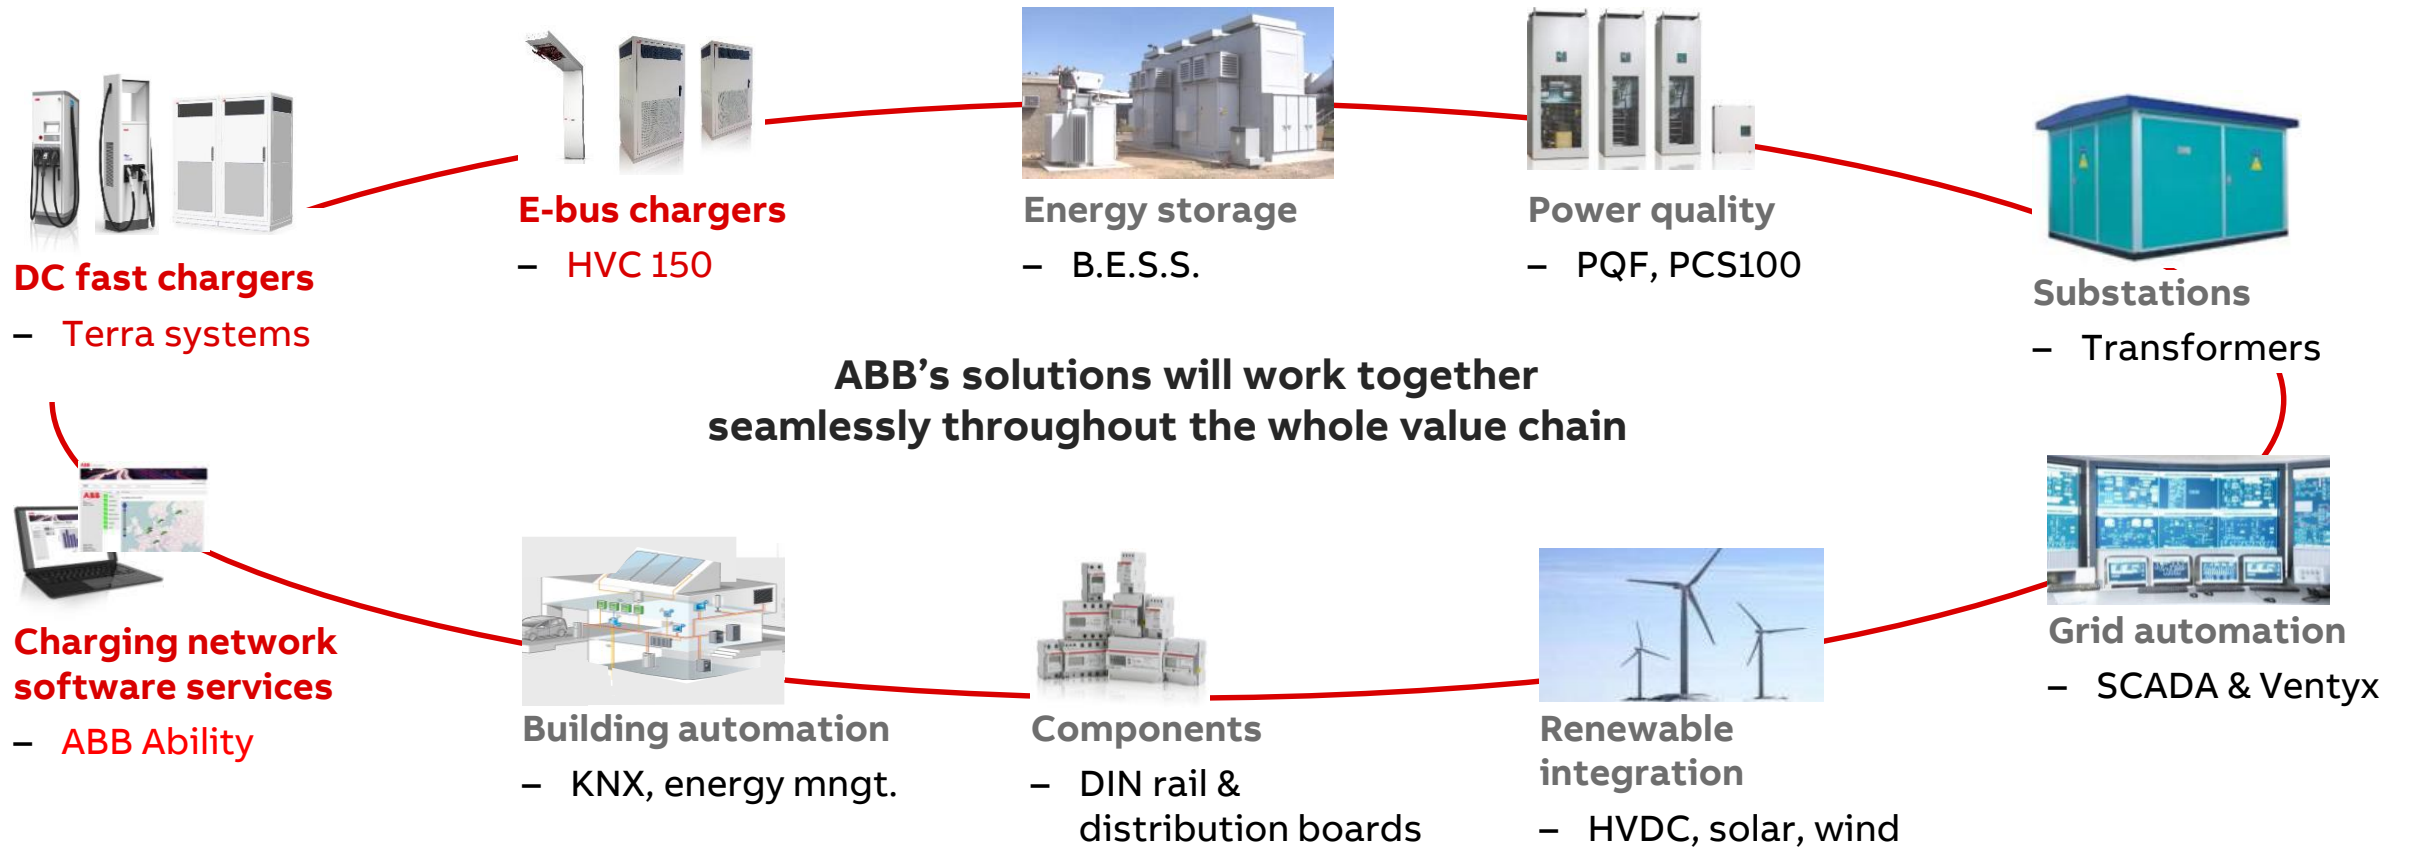 DC fast chargers
– Terra systems
E-bus chargers
– HVC 150
Energy storage
– B.E.S.S.
Power quality
– PQF, PCS100
Substations
– Transformers
ABB’s solutions will work together
seamlessly throughout the whole value chain
ABB
Charging network
software services
– ABB Ability
Building automation
– KNX, energy mngt.
Components
– DIN rail &
distribution boards
Renewable
integration
– HVDC, solar, wind
Grid automation
– SCADA & Ventyx